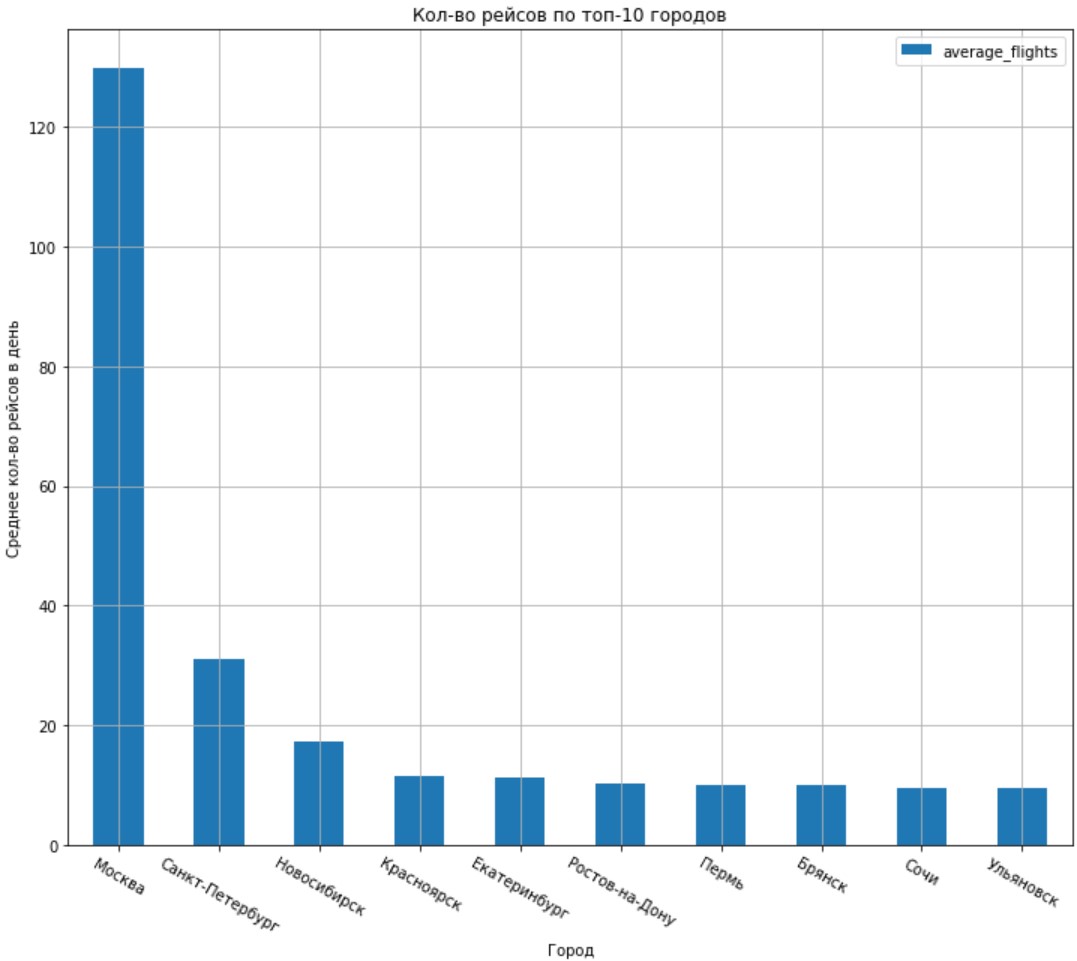 Кол-во рейсов по топ-10 городов
average_flights
Среднее кол-во рейсов в день
120
100
80
60
40
20
0
Москва
Санкт-Петербург
Новосибирск
Красноярск
Екатеринбург
Ростов-на-Дону
Пермь
Брянск
Сочи
Ульяновск
Город